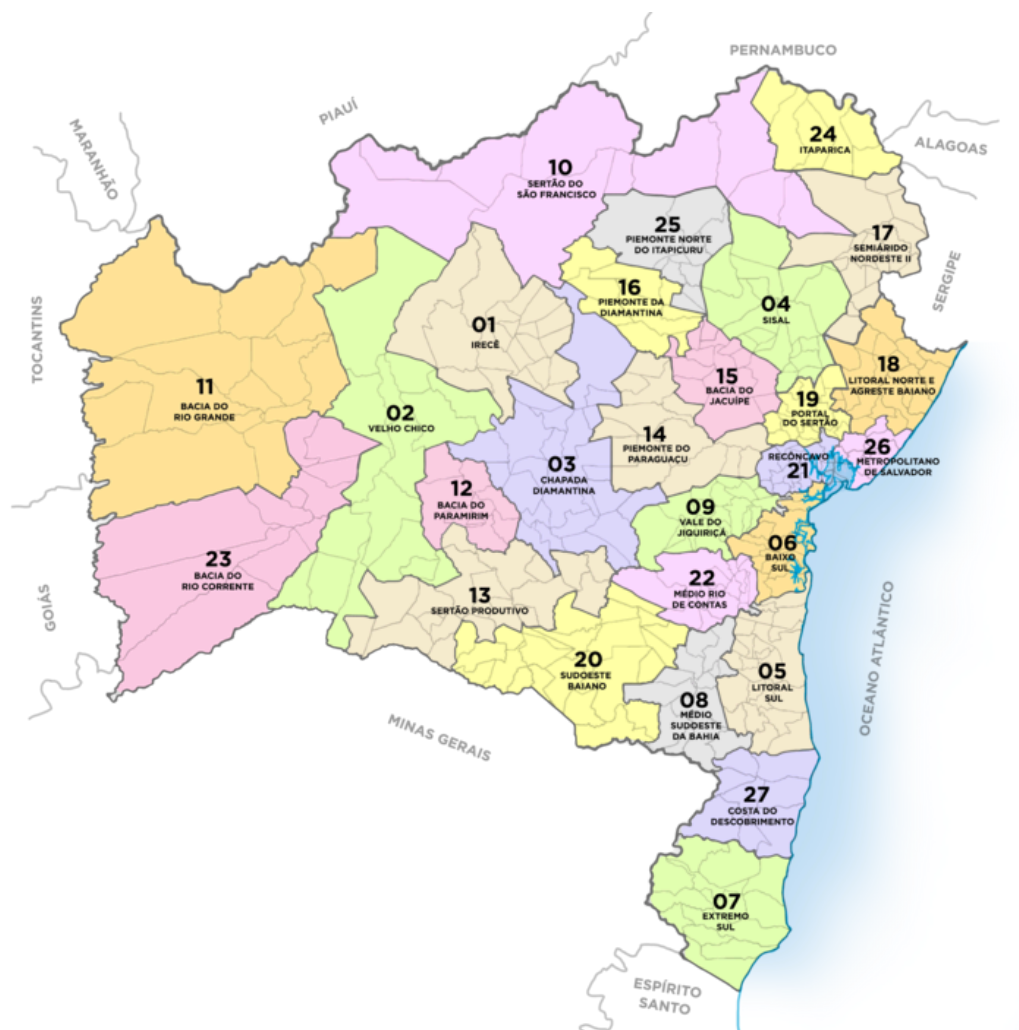 PERNAMBUCO
PIAUÍ
MARANHÃO
ALAGOAS
24
ITAPARICA
10
SERTÃO DO
SÃO FRANCISCO
25
PIEMONTE NORTE
DO ITAPICURU
17
SEMIÁRIDO
NORDESTE II
SERGIPE
TOCANTINS
16
PIEMONTE DA
DIAMANTINA
04
SISAL
01
IRECÊ
18
LITORAL NORTE E
AGRESTE BAIANO
15
BACIA DO
JACUÍPE
11
BACIA DO
RIO GRANDE
19
PORTAL
DO SERTÃO
02
VELHO CHICO
14
PIEMONTE DO
PARAGUAÇU
26
METROPOLITANO
DE SALVADOR
RECÔNCAVO
21
03
CHAPADA
DIAMANTINA
12
BACIA DO
PARAMIRIM
09
VALE DO
JIQUIRIÇÁ
06
BAIXO
SUL
23
BACIA DO
RIO CORRENTE
22
MÉDIO RIO
DE CONTAS
13
SERTÃO PRODUTIVO
GOIÁS
OCEANO ATLÂNTICO
20
SUDOESTE
BAIANO
05
LITORAL
SUL
08
MÉDIO
SUDOESTE
DA BAHIA
MINAS GERAIS
27
COSTA DO
DESCOBRIMENTO
07
EXTREMO
SUL
ESPÍRITO
SANTO